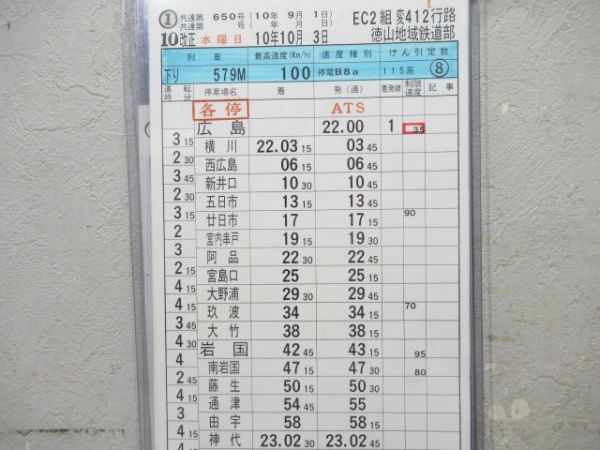 ① 共達第 650号 (10年 9月 1日) EC2組 変412行路
共達第 号 ( 年 月 日) 徳山地域鉄道部
10改正 水曜日 10年10月 3日
列車 最高速度(Km/h) 速度種別 けん引定数
下り 579M 100 停電B8a 115系 ⑧
運転時分 停車場名 着 発(通) 着発線 制限速度 記事
各停 ATS
広島 22.00 1 35
3 15 横川 22.03 15 03 45
2 30 西広島 06 15 06 45
3 45 新井口 10 30 10 45
2 30 五日市 13 15 13 45
3 15 廿日市 17 17 15 90
2 宮内串戸 19 15 19 30
3 阿品 22 30 22 45
2 15 宮島口 25 25 15
4 15 大野浦 29 30 29 45
4 15 玖波 34 34 15 70
3 45 大竹 38 38 15
4 30 岩国 42 45 43 15 95
4 南岩国 47 15 47 30 80
2 45 藤生 50 15 50 30
4 15 通津 54 45 55
3 由宇 58 58 15
4 15 神代 23.02 30 23.02 45